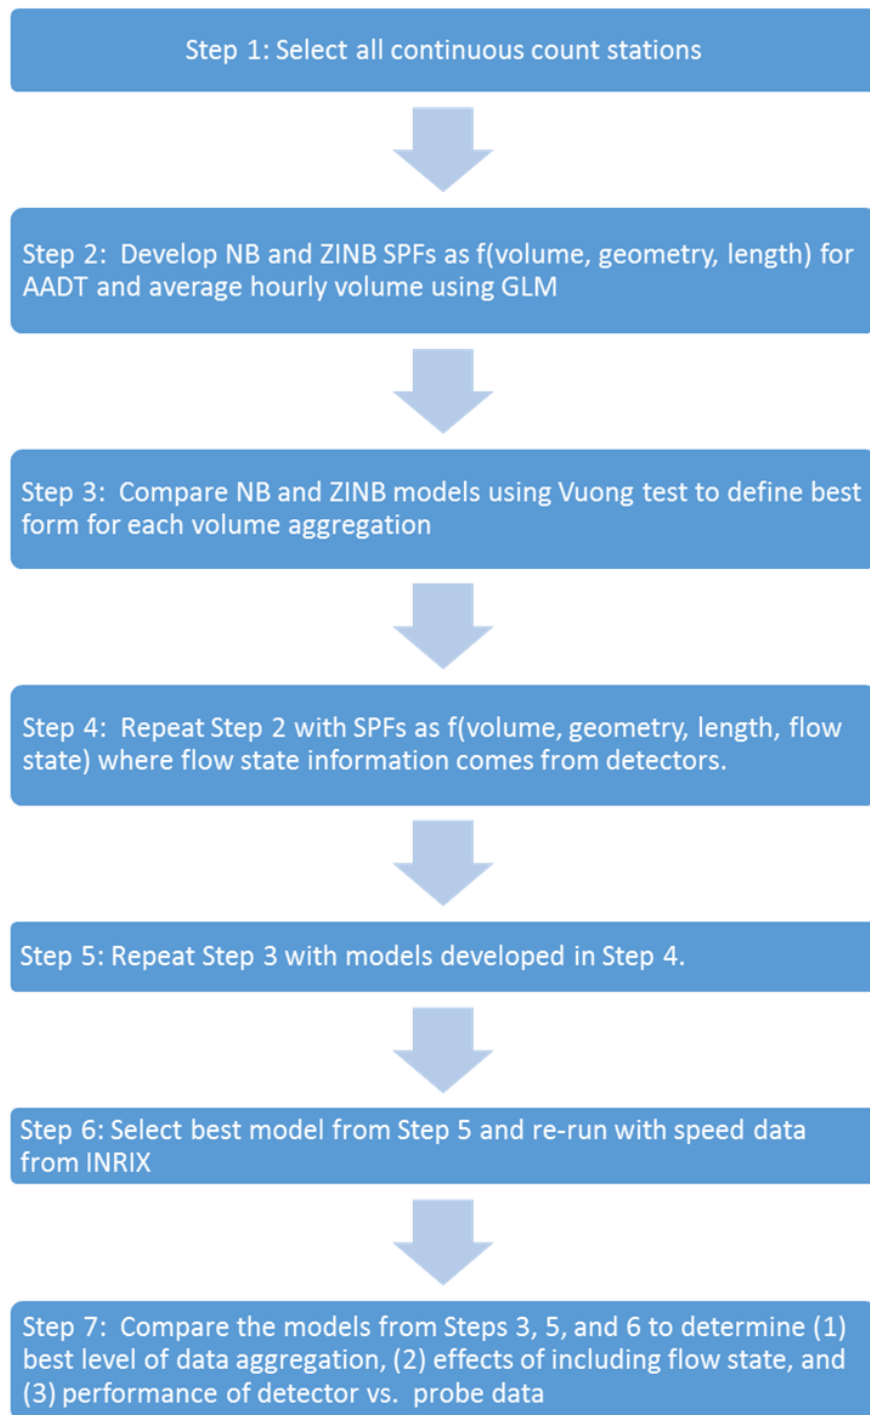 Step 1: Select all continuous count stations
Step 2:  Develop NB and ZINB SPFs as f(volume, geometry, length) for
AADT and average hourly volume using GLM
Step 3:  Compare NB and ZINB models using Vuong test to define best
form for each volume aggregation
Step 4:  Repeat Step 2 with SPFs as f(volume, geometry, length, flow
state) where flow state information comes from detectors.
Step 5: Repeat Step 3 with models developed in Step 4.
Step 6: Select best model from Step 5 and re-run with speed data
from INRIX
Step 7:  Compare the models from Steps 3, 5, and 6 to determine (1)
best level of data aggregation, (2) effects of including flow state, and
(3) performance of detector vs.  probe data